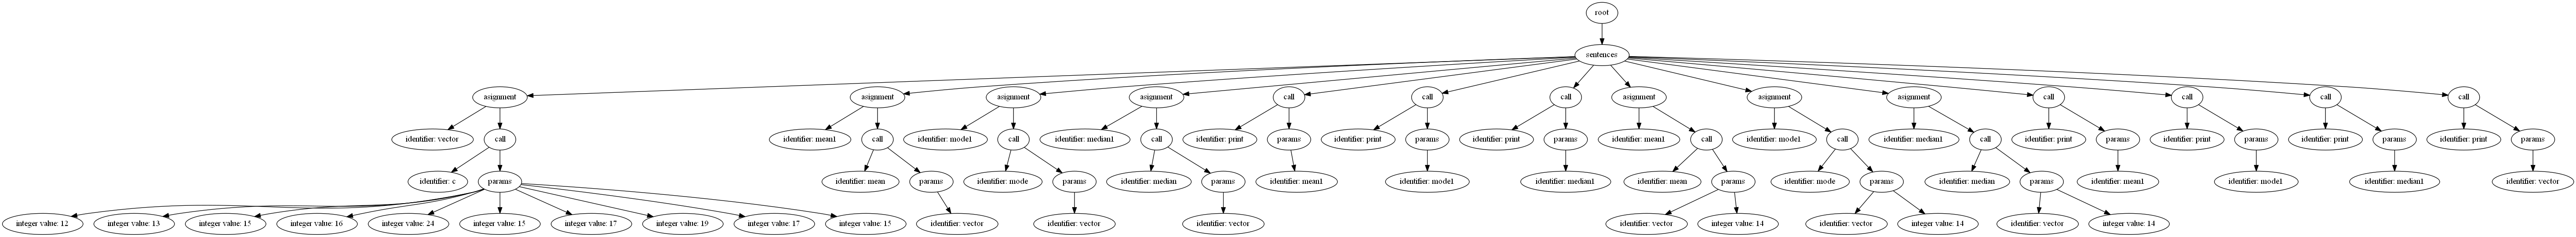 root
sentences
asignment asignment asignment asignment call call call asignment asignment asignment call call call call
identifier: vector call identifier: mean1 call identifier: mode1 call identifier: median1 call identifier: print params identifier: print params identifier: print params identifier: mean1 call identifier: mode1 call identifier: median1 call identifier: print params identifier: print params identifier: print params identifier: print params
identifier: c params identifier: mean params identifier: mode params identifier: median params identifier: mean1 identifier: mode1 identifier: median1 identifier: mean params identifier: mode params identifier: median params identifier: mean1 identifier: mode1 identifier: median1 identifier: vector
integer value: 12 integer value: 13 integer value: 15 integer value: 16 integer value: 24 integer value: 15 integer value: 17 integer value: 19 integer value: 17 integer value: 15 identifier: vector identifier: vector identifier: vector identifier: vector integer value: 14 identifier: vector integer value: 14 identifier: vector integer value: 14